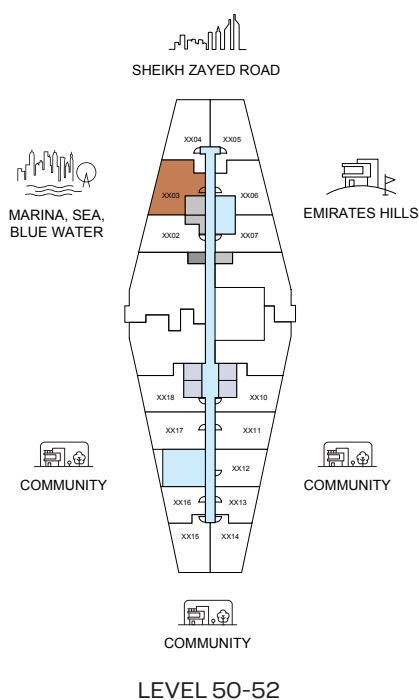 SHEIKH ZAYED ROAD
XX04 XX05
MARINA, SEA,
BLUE WATER
XX03 XX06
EMIRATES HILLS
XX02 XX07
XX18 XX10
XX17 XX11
COMMUNITY
XX12
COMMUNITY
XX16 XX13
XX15 XX14
COMMUNITY
LEVEL 50-52